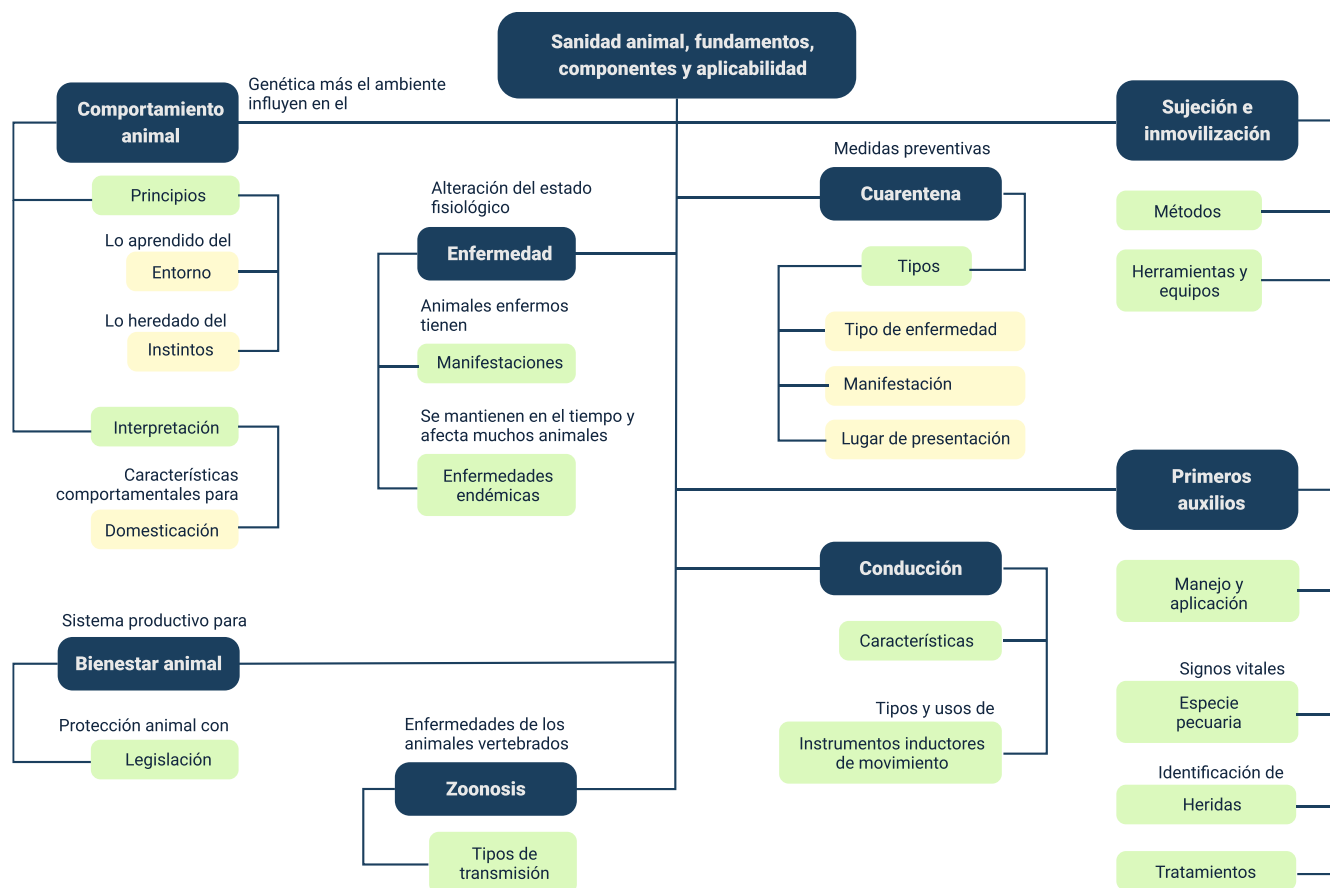 Sanidad animal, fundamentos,
componentes y aplicabilidad
Genética más el ambiente
influyen en el
Comportamiento
animal
Principios
Lo aprendido del
Entorno
Lo heredado del
Instintos
Interpretación
Características
comportamentales para
Domesticación
Sistema productivo para
Bienestar animal
Protección animal con
Legislación
Alteración del estado
fisiológico
Enfermedad
Animales enfermos
tienen
Manifestaciones
Se mantienen en el tiempo y
afecta muchos animales
Enfermedades
endémicas
Enfermedades de los
animales vertebrados
Zoonosis
Tipos de
transmisión
Medidas preventivas
Cuarentena
Tipos
Tipo de enfermedad
Manifestación
Lugar de presentación
Conducción
Características
Tipos y usos de
Instrumentos inductores
de movimiento
Sujeción e
inmovilización
Métodos
Herramientas y
equipos
Primeros
auxilios
Manejo y
aplicación
Signos vitales
Especie
pecuaria
Identificación de
Heridas
Tratamientos